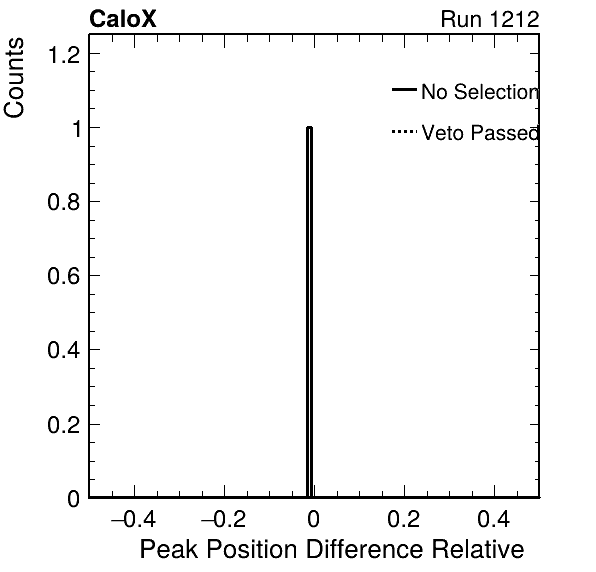 CaloX Run 1212
Counts
1.2
1
0.8
0.6
0.4
0.2
0
No Selection
Veto Passed
−0.4 −0.2 0 0.2 0.4
Peak Position Difference Relative